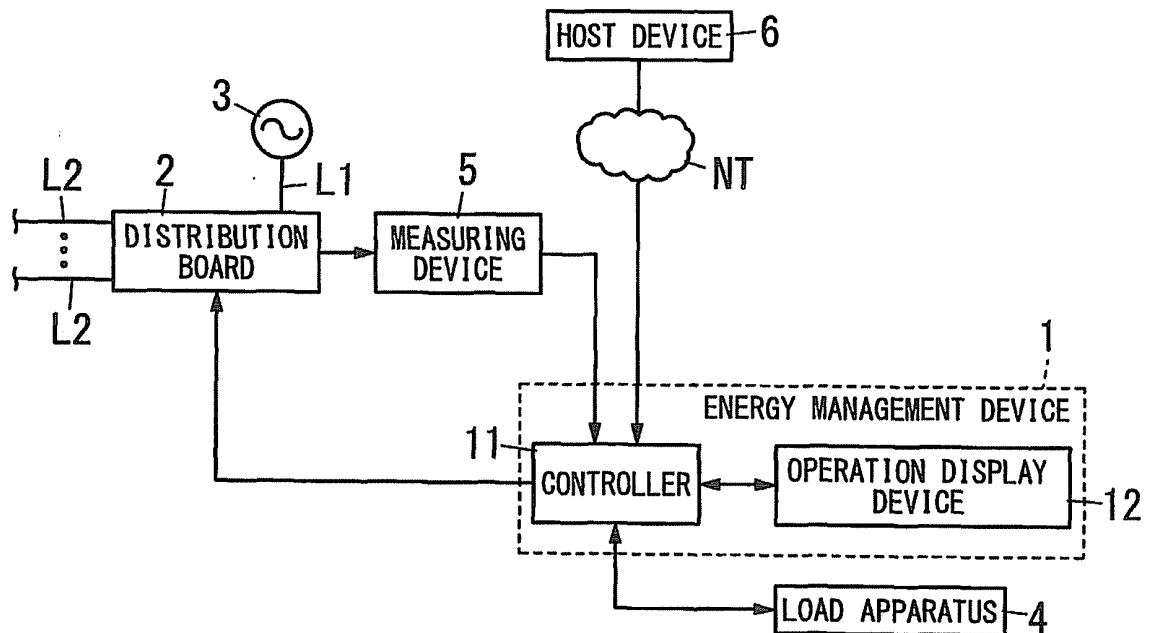 HOST DEVICE
6
3
NT
L1
L2
2
5
DISTRIBUTION
BOARD
MEASURING
DEVICE
L2
1
ENERGY MANAGEMENT DEVICE
11
CONTROLLER
OPERATION DISPLAY
DEVICE
12
LOAD APPARATUS
4